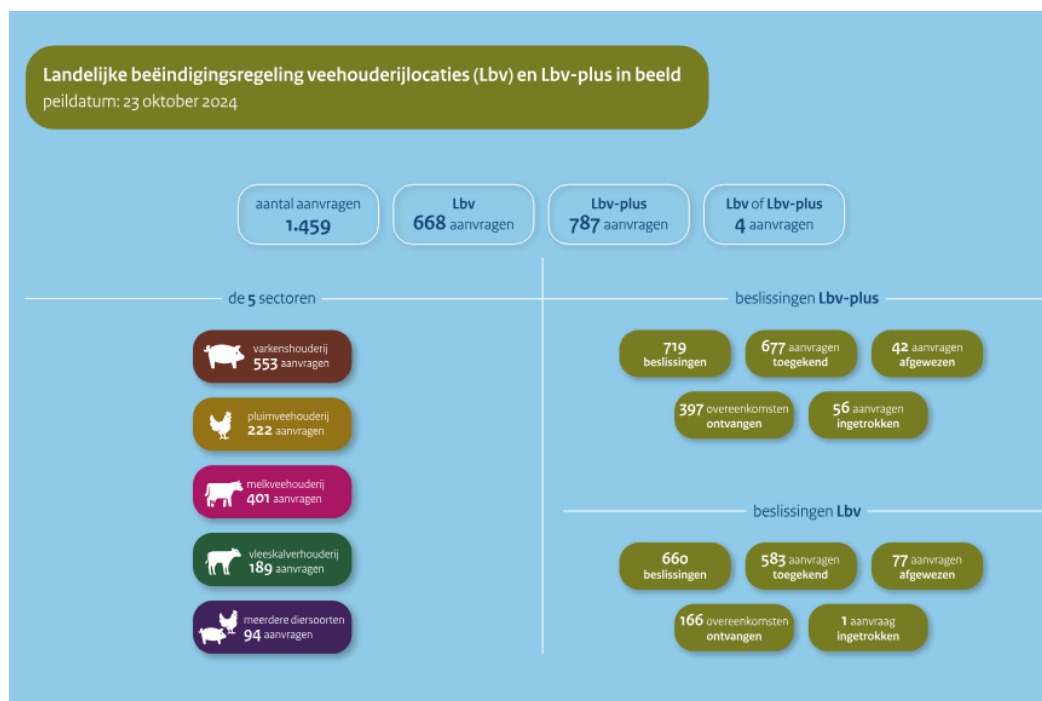 Landelijke beëindigingsregeling veehouderijlocaties (Lbv) en Lbv-plus in beeld
peildatum: 23 oktober 2024
aantal aanvragen
1.459
Lbv
668 aanvragen
Lbv-plus
787 aanvragen
Lbv of Lbv-plus
4 aanvragen
de 5 sectoren
varkenshouderij
553 aanvragen
pluimveehouderij
222 aanvragen
melkveehouderij
401 aanvragen
vleeskalverhouderij
189 aanvragen
meerdere diersoorten
94 aanvragen
beslissingen Lbv-plus
719
beslissingen
677 aanvragen
toegekend
42 aanvragen
afgewezen
397 overeenkomsten
ontvangen
56 aanvragen
ingetrokken
beslissingen Lbv
660
beslissingen
583 aanvragen
toegekend
77 aanvragen
afgewezen
166 overeenkomsten
ontvangen
1 aanvraag
ingetrokken